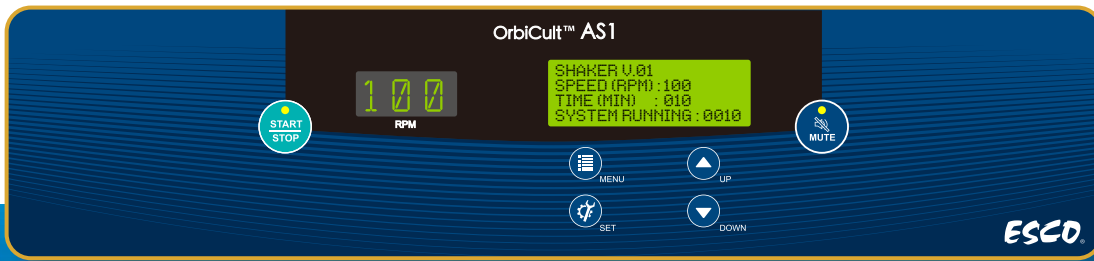 OrbiCult™ AS1
100
RPM
SHAKER V.01
SPEED (RPM) :100
TIME (MIN) : 010
SYSTEM RUNNING : 0010
START
STOP
MUTE
MENU
UP
SET
DOWN
ESCO®